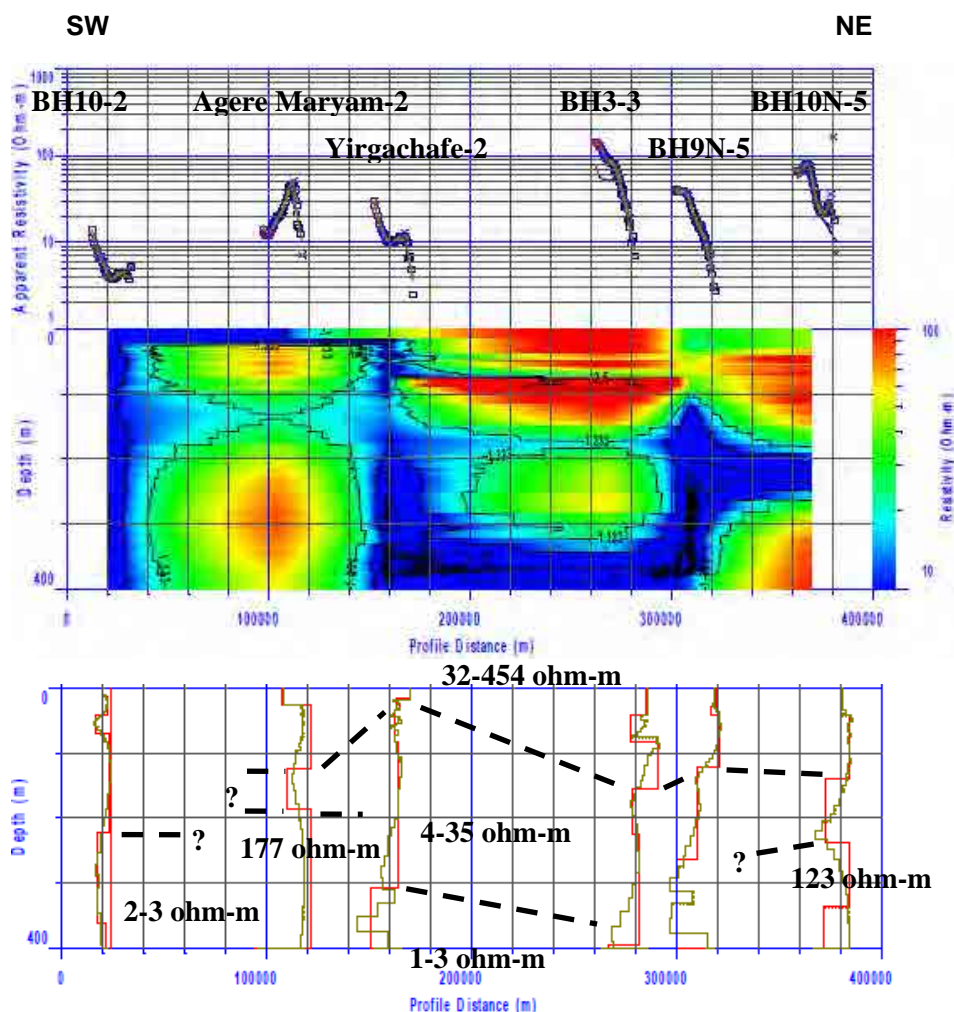 SW NE
1000
BH10-2 Agere Maryam-2 BH3-3 BH10N-5
Yirgachafe-2 BH9N-5
100
10
1
Apparent Resistivity (Ohm-m)
0
400
Depth (m)
100
10
Resistivity (Ohm-m)
0 100000 200000 300000 400000
Profile Distance (m)
32-454 ohm-m
0
?
177 ohm-m 4-35 ohm-m
? ?
123 ohm-m
2-3 ohm-m
400
1-3 ohm-m
Depth (m)
0 100000 200000 300000 400000
Profile Distance (m)